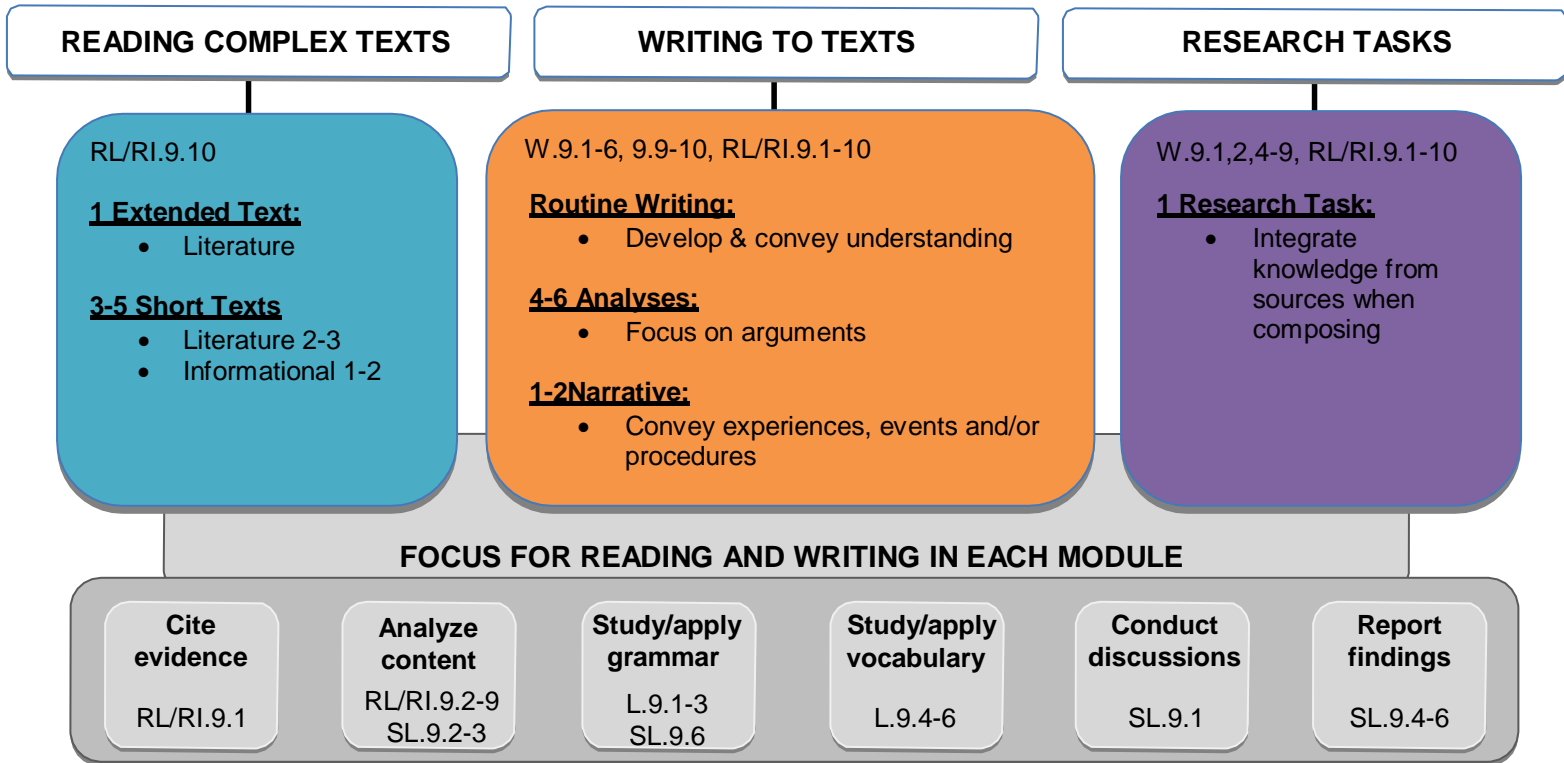 READING COMPLEX TEXTS
WRITING TO TEXTS
RESEARCH TASKS
RL/RI.9.10
1 Extended Text:
• Literature
3-5 Short Texts
• Literature 2-3
• Informational 1-2
W.9.1-6, 9.9-10, RL/RI.9.1-10
Routine Writing:
• Develop & convey understanding
4-6 Analyses:
• Focus on arguments
1-2Narrative:
• Convey experiences, events and/or
procedures
W.9.1,2,4-9, RL/RI.9.1-10
1 Research Task:
• Integrate
knowledge from
sources when
composing
FOCUS FOR READING AND WRITING IN EACH MODULE
Cite
evidence
RL/RI.9.1
Analyze
content
RL/RI.9.2-9
SL.9.2-3
Study/apply
grammar
L.9.1-3
SL.9.6
Study/apply
vocabulary
L.9.4-6
Conduct
discussions
SL.9.1
Report
findings
SL.9.4-6